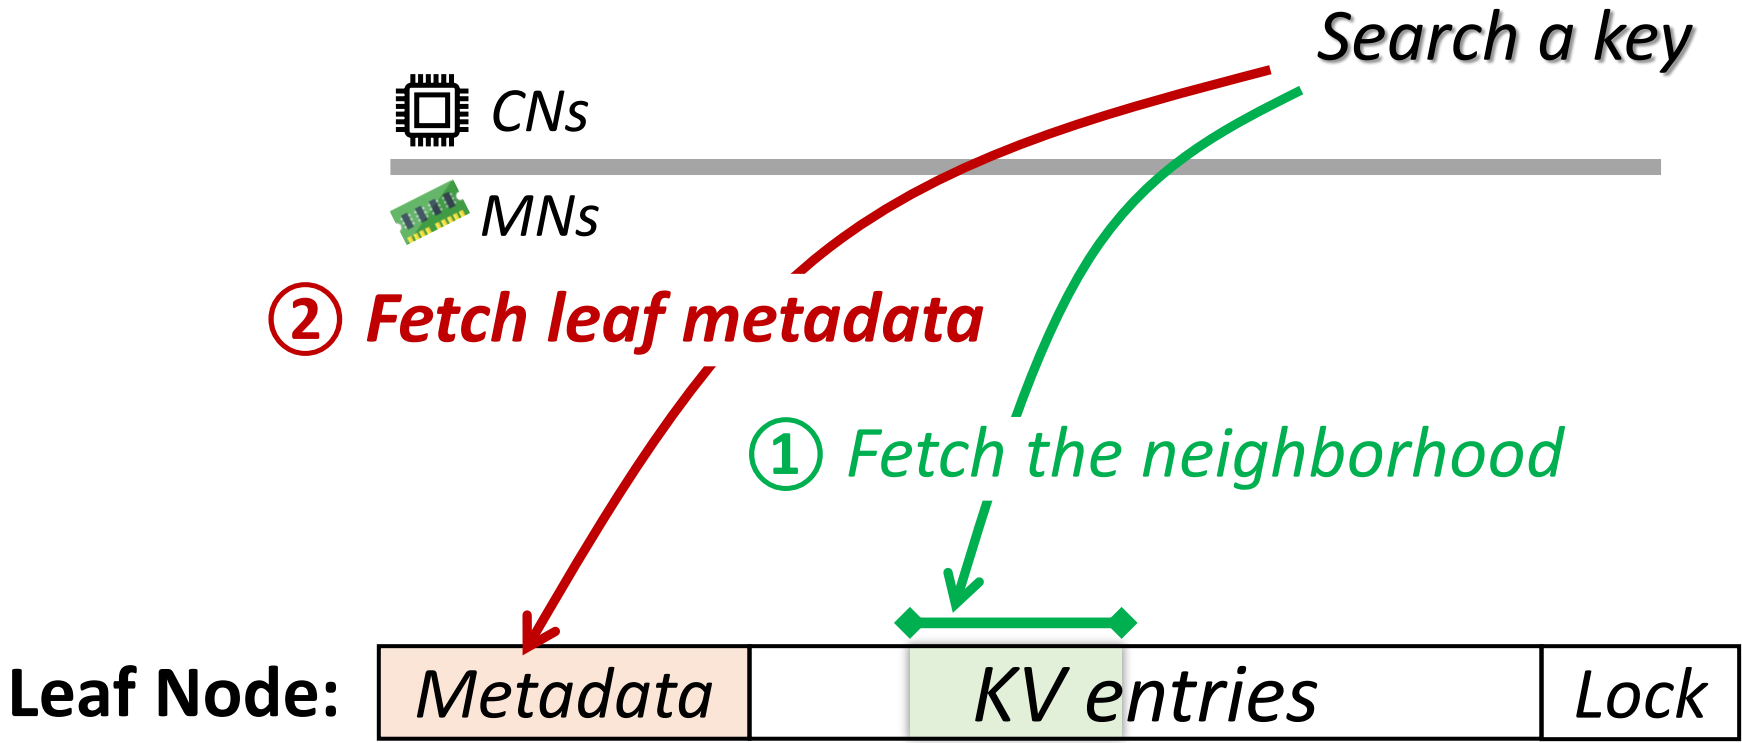 Search a key
CNs
MNs
② Fetch leaf metadata
① Fetch the neighborhood
Leaf Node: Metadata KV entries Lock